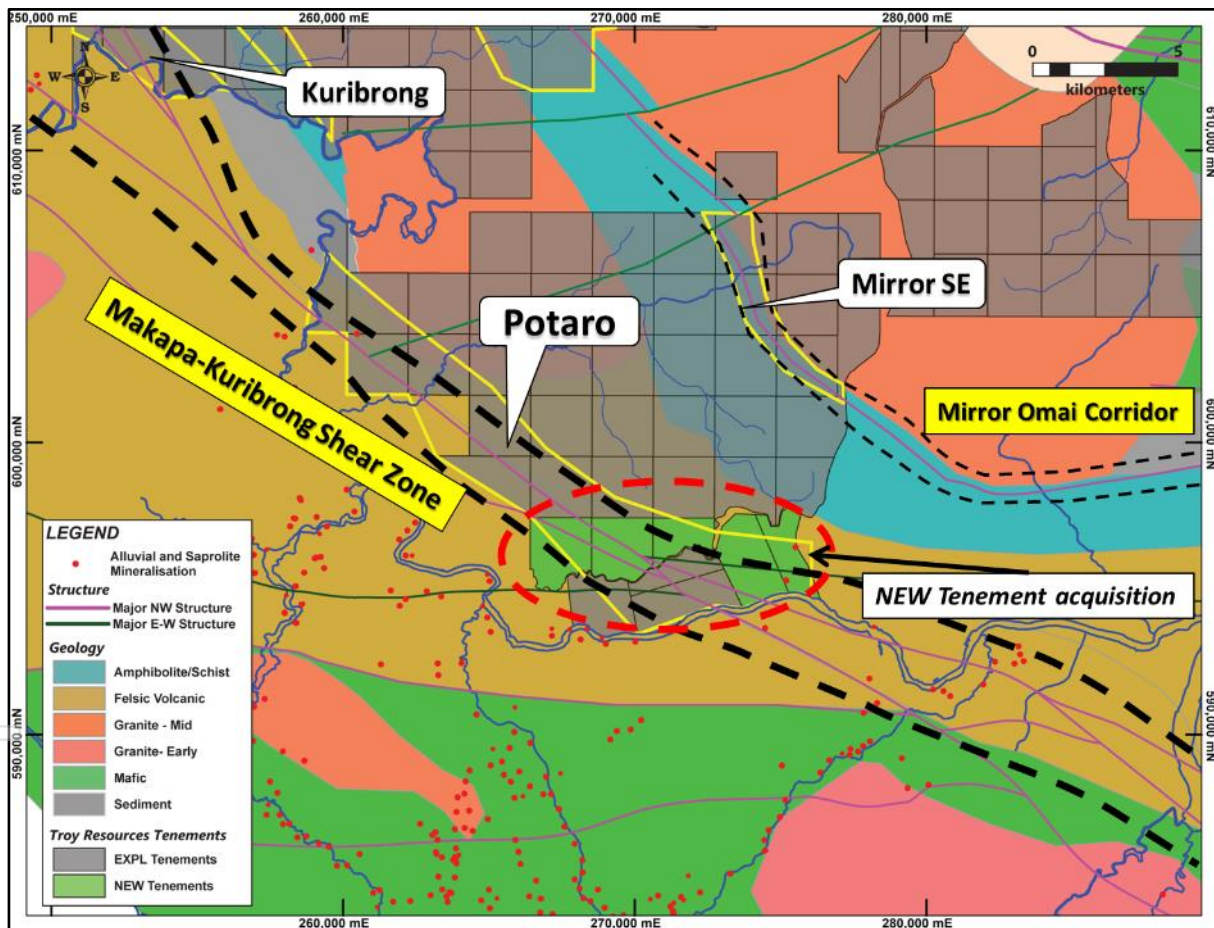 250,000 mE
260,000 mE
270,000 mE
280,000 mE
N
W
E
S
0
5
kilometers
Kuribrong
610,000 mN
610,000 mN
Mirror SE
Potaro
Makapa-Kuribrong Shear Zone
Mirror Omai Corridor
600,000 mN
600,000 mN
NEW Tenement acquisition
LEGEND
Alluvial and Saprolite
Mineralisation
Structure
Major NW Structure
Major E-W Structure
Geology
Amphibolite/Schist
Felsic Volcanic
Granite - Mid
Granite- Early
Mafic
Sediment
Troy Resources Tenements
EXPL Tenements
NEW Tenements
590,000 mN
590,000 mN
260,000 mE
270,000 mE
280,000 mE